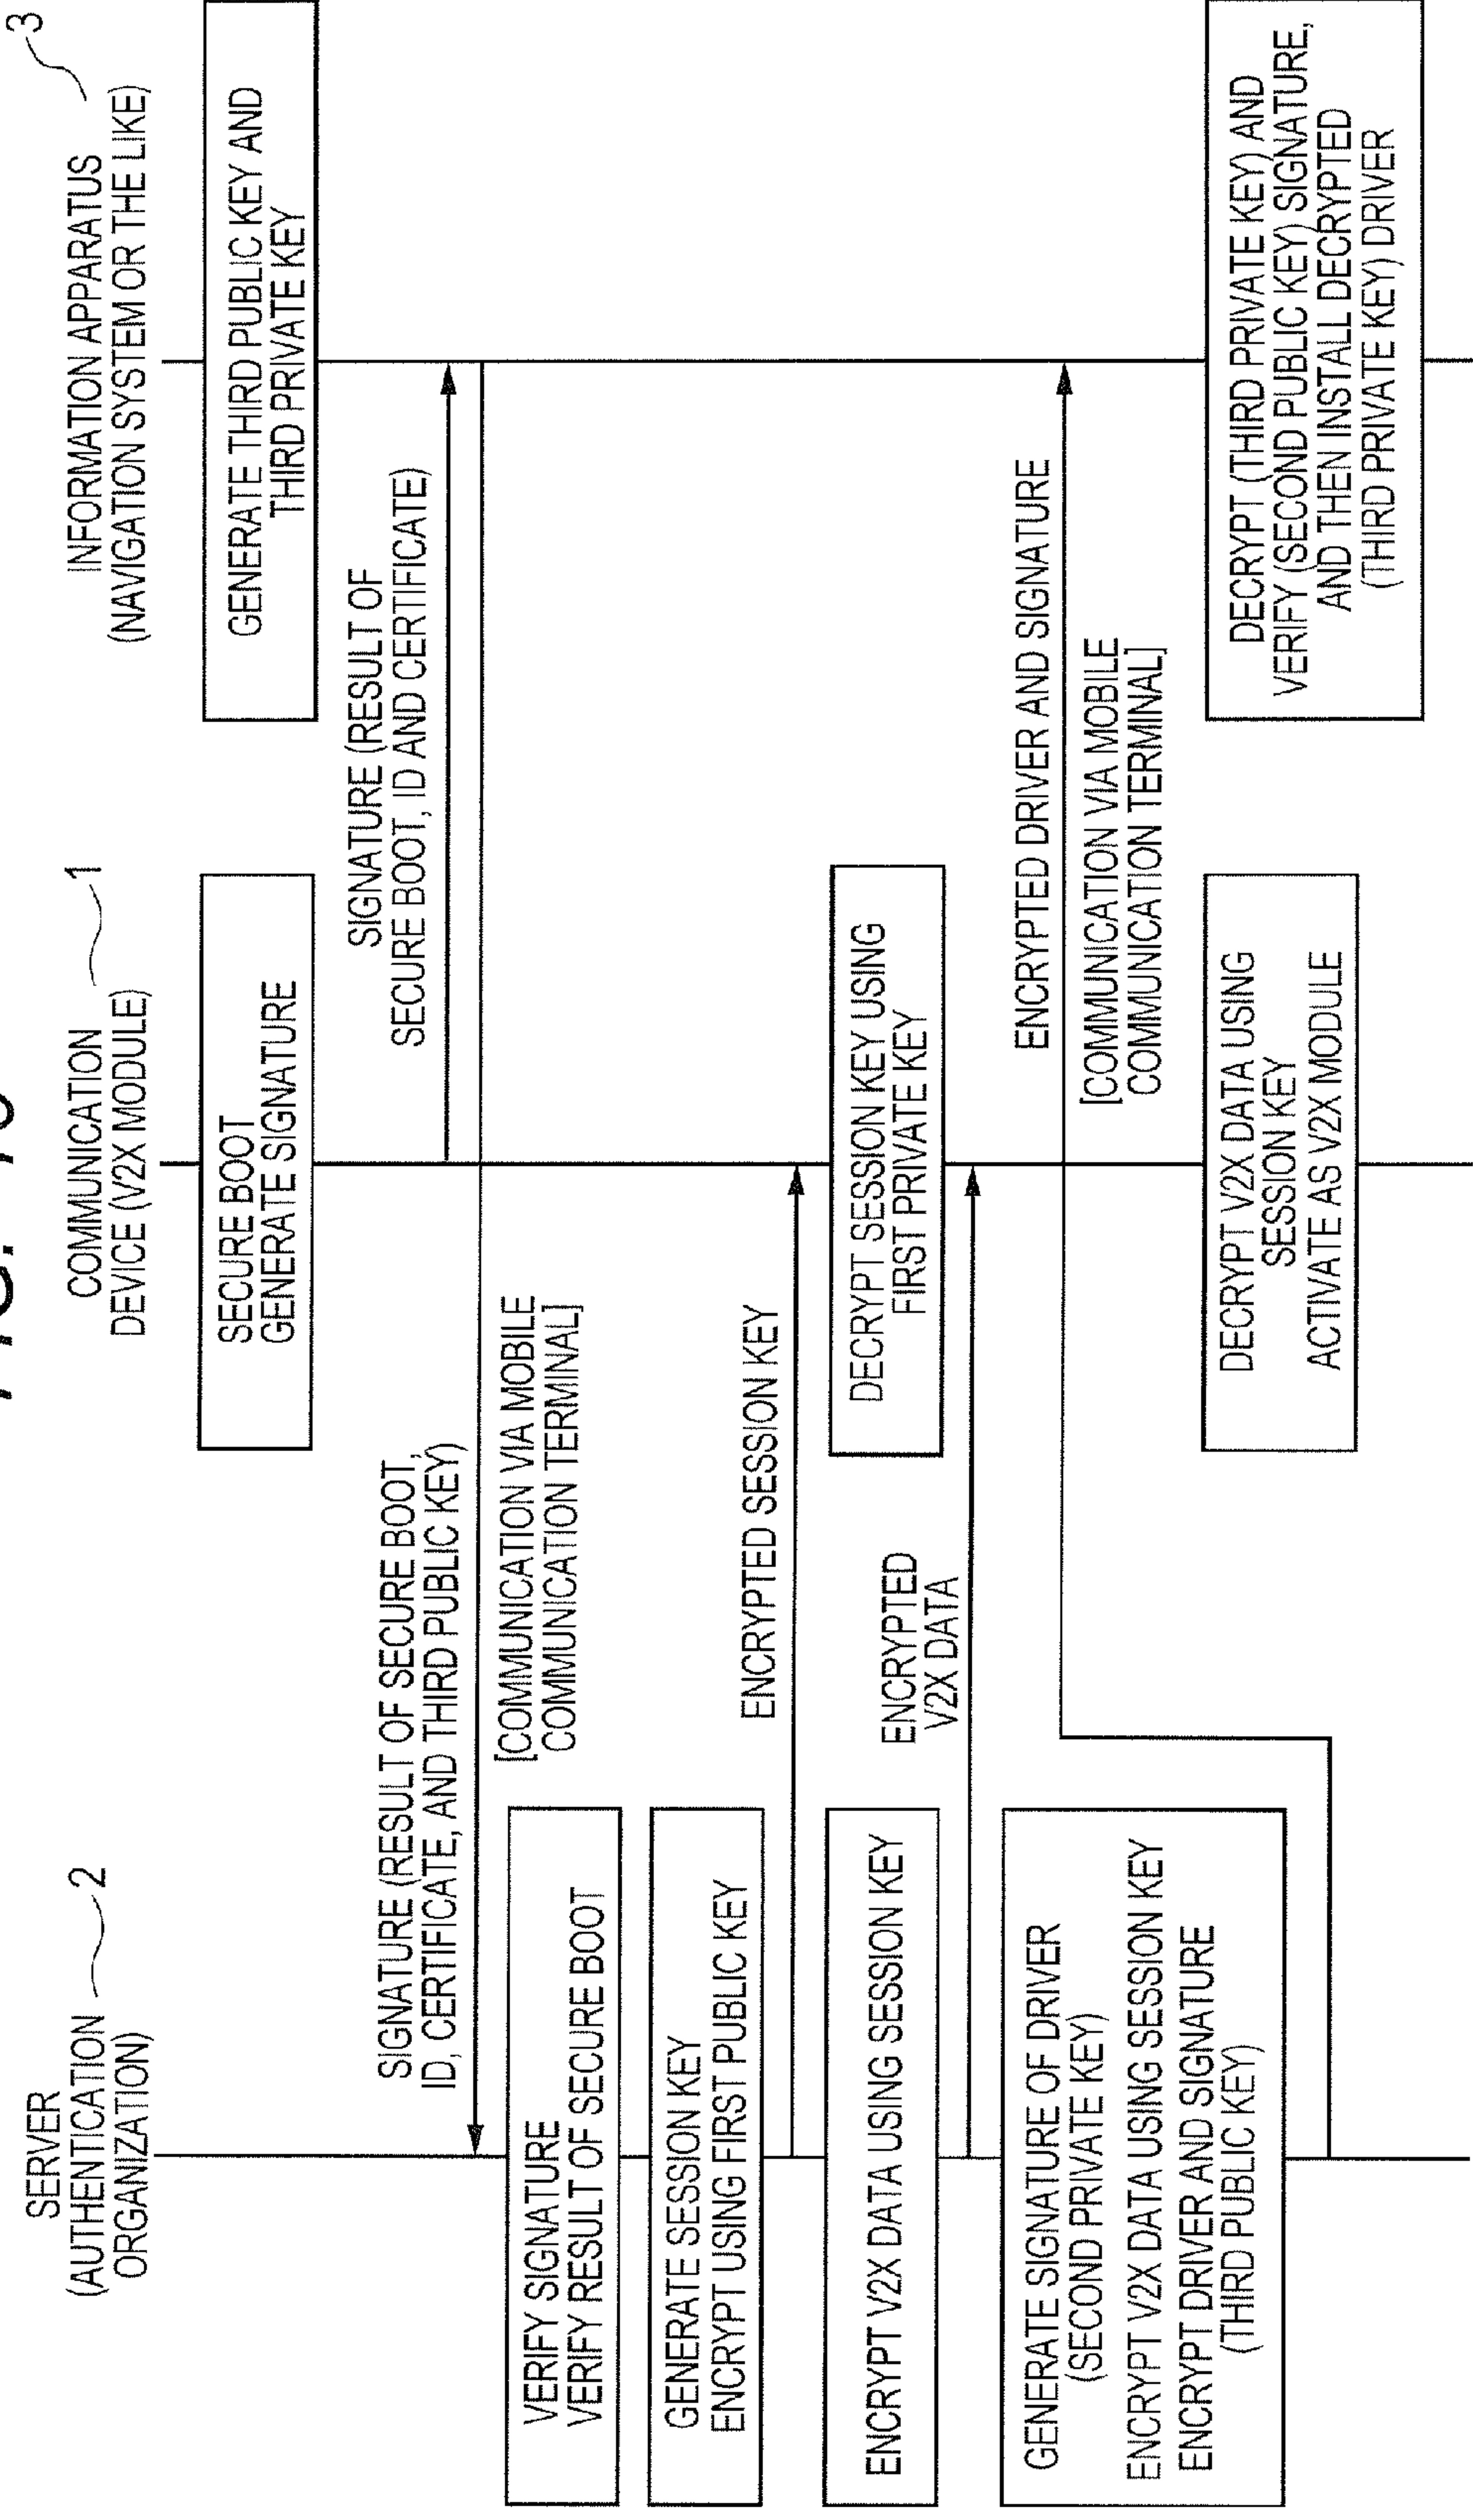 SERVER
(AUTHENTICATION
ORGANIZATION)
2
COMMUNICATION
DEVICE (V2X MODULE)
1
INFORMATION APPARATUS
(NAVIGATION SYSTEM OR THE LIKE)
3
SECURE BOOT
GENERATE SIGNATURE
GENERATE THIRD PUBLIC KEY AND
THIRD PRIVATE KEY
SIGNATURE (RESULT OF
SECURE BOOT, ID AND CERTIFICATE)
SIGNATURE (RESULT OF SECURE BOOT,
ID, CERTIFICATE, AND THIRD PUBLIC KEY)
[COMMUNICATION VIA MOBILE
COMMUNICATION TERMINAL]
VERIFY SIGNATURE
VERIFY RESULT OF SECURE BOOT
GENERATE SESSION KEY
ENCRYPT USING FIRST PUBLIC KEY
ENCRYPTED SESSION KEY
DECRYPT SESSION KEY USING
FIRST PRIVATE KEY
ENCRYPT V2X DATA USING SESSION KEY
ENCRYPTED
V2X DATA
GENERATE SIGNATURE OF DRIVER
(SECOND PRIVATE KEY)
ENCRYPT V2X DATA USING SESSION KEY
ENCRYPT DRIVER AND SIGNATURE
(THIRD PUBLIC KEY)
ENCRYPTED DRIVER AND SIGNATURE
[COMMUNICATION VIA MOBILE
COMMUNICATION TERMINAL]
DECRYPT V2X DATA USING
SESSION KEY
ACTIVATE AS V2X MODULE
DECRYPT (THIRD PRIVATE KEY) AND
VERIFY (SECOND PUBLIC KEY) SIGNATURE,
AND THEN INSTALL DECRYPTED
(THIRD PRIVATE KEY) DRIVER